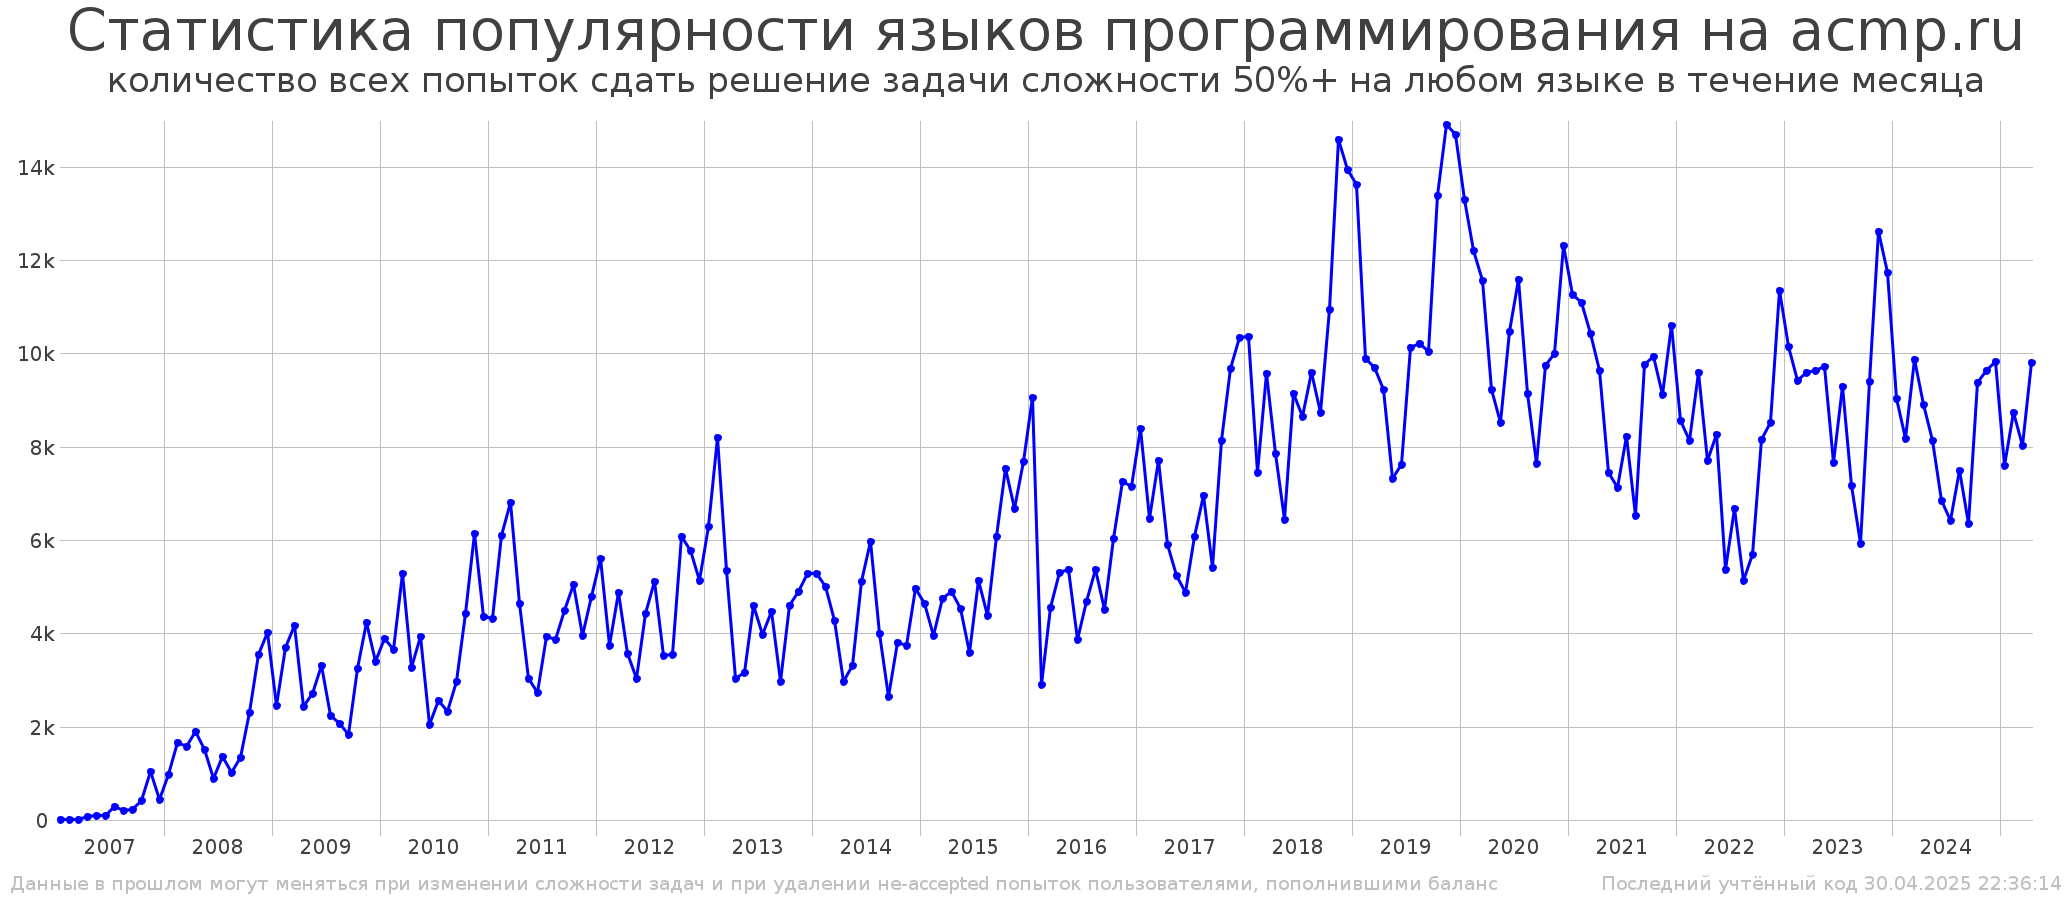 Статистика популярности языков программирования на acmp.ru
количество всех попыток сдать решение задачи сложности 50%+ на любом языке в течение месяца
14k
12k
10k
8k
6k
4k
2k
0
2007 2008 2009 2010 2011 2012 2013 2014 2015 2016 2017 2018 2019 2020 2021 2022 2023 2024
Данные в прошлом могут меняться при изменении сложности задач и при удалении не-accepted попыток пользователями, пополнившими баланс
Последний учтённый код 30.04.2025 22:36:14